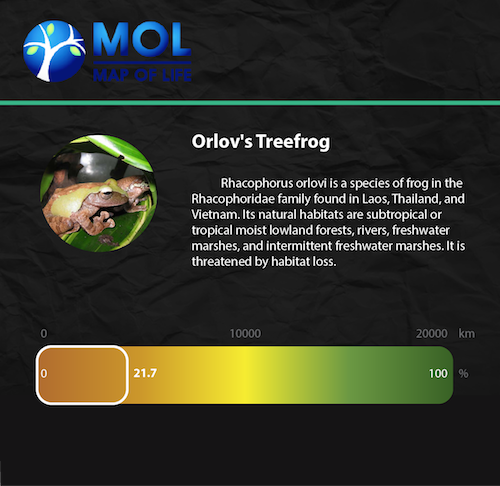 MOL
MAP OF LIFE
Orlov's Treefrog
Rhacophorus orlovi is a species of frog in the
Rhacophoridae family found in Laos, Thailand, and
Vietnam. Its natural habitats are subtropical or
tropical moist lowland forests, rivers, freshwater
marshes, and intermittent freshwater marshes. It is
threatened by habitat loss.
0 10000 20000 km
0 21.7 100 %